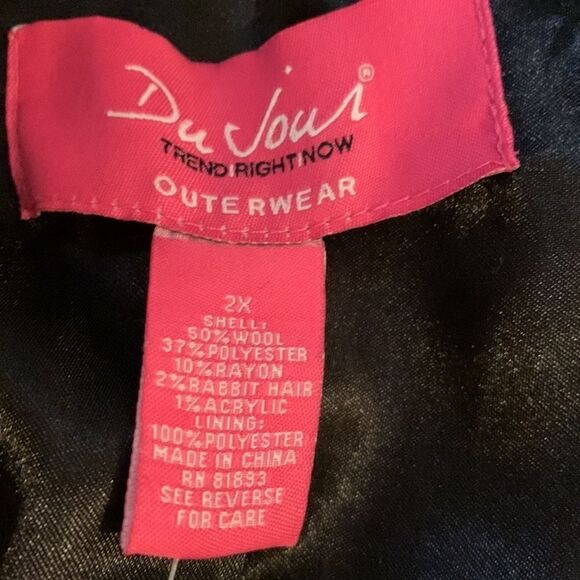 Du Jour®
TREND RIGHT NOW
OUTERWEAR
2X
SHELL:
50% WOOL
37% POLYESTER
10% RAYON
2% RABBIT HAIR
1% ACRYLIC
LINING:
100% POLYESTER
MADE IN CHINA
RN 81893
SEE REVERSE
FOR CARE